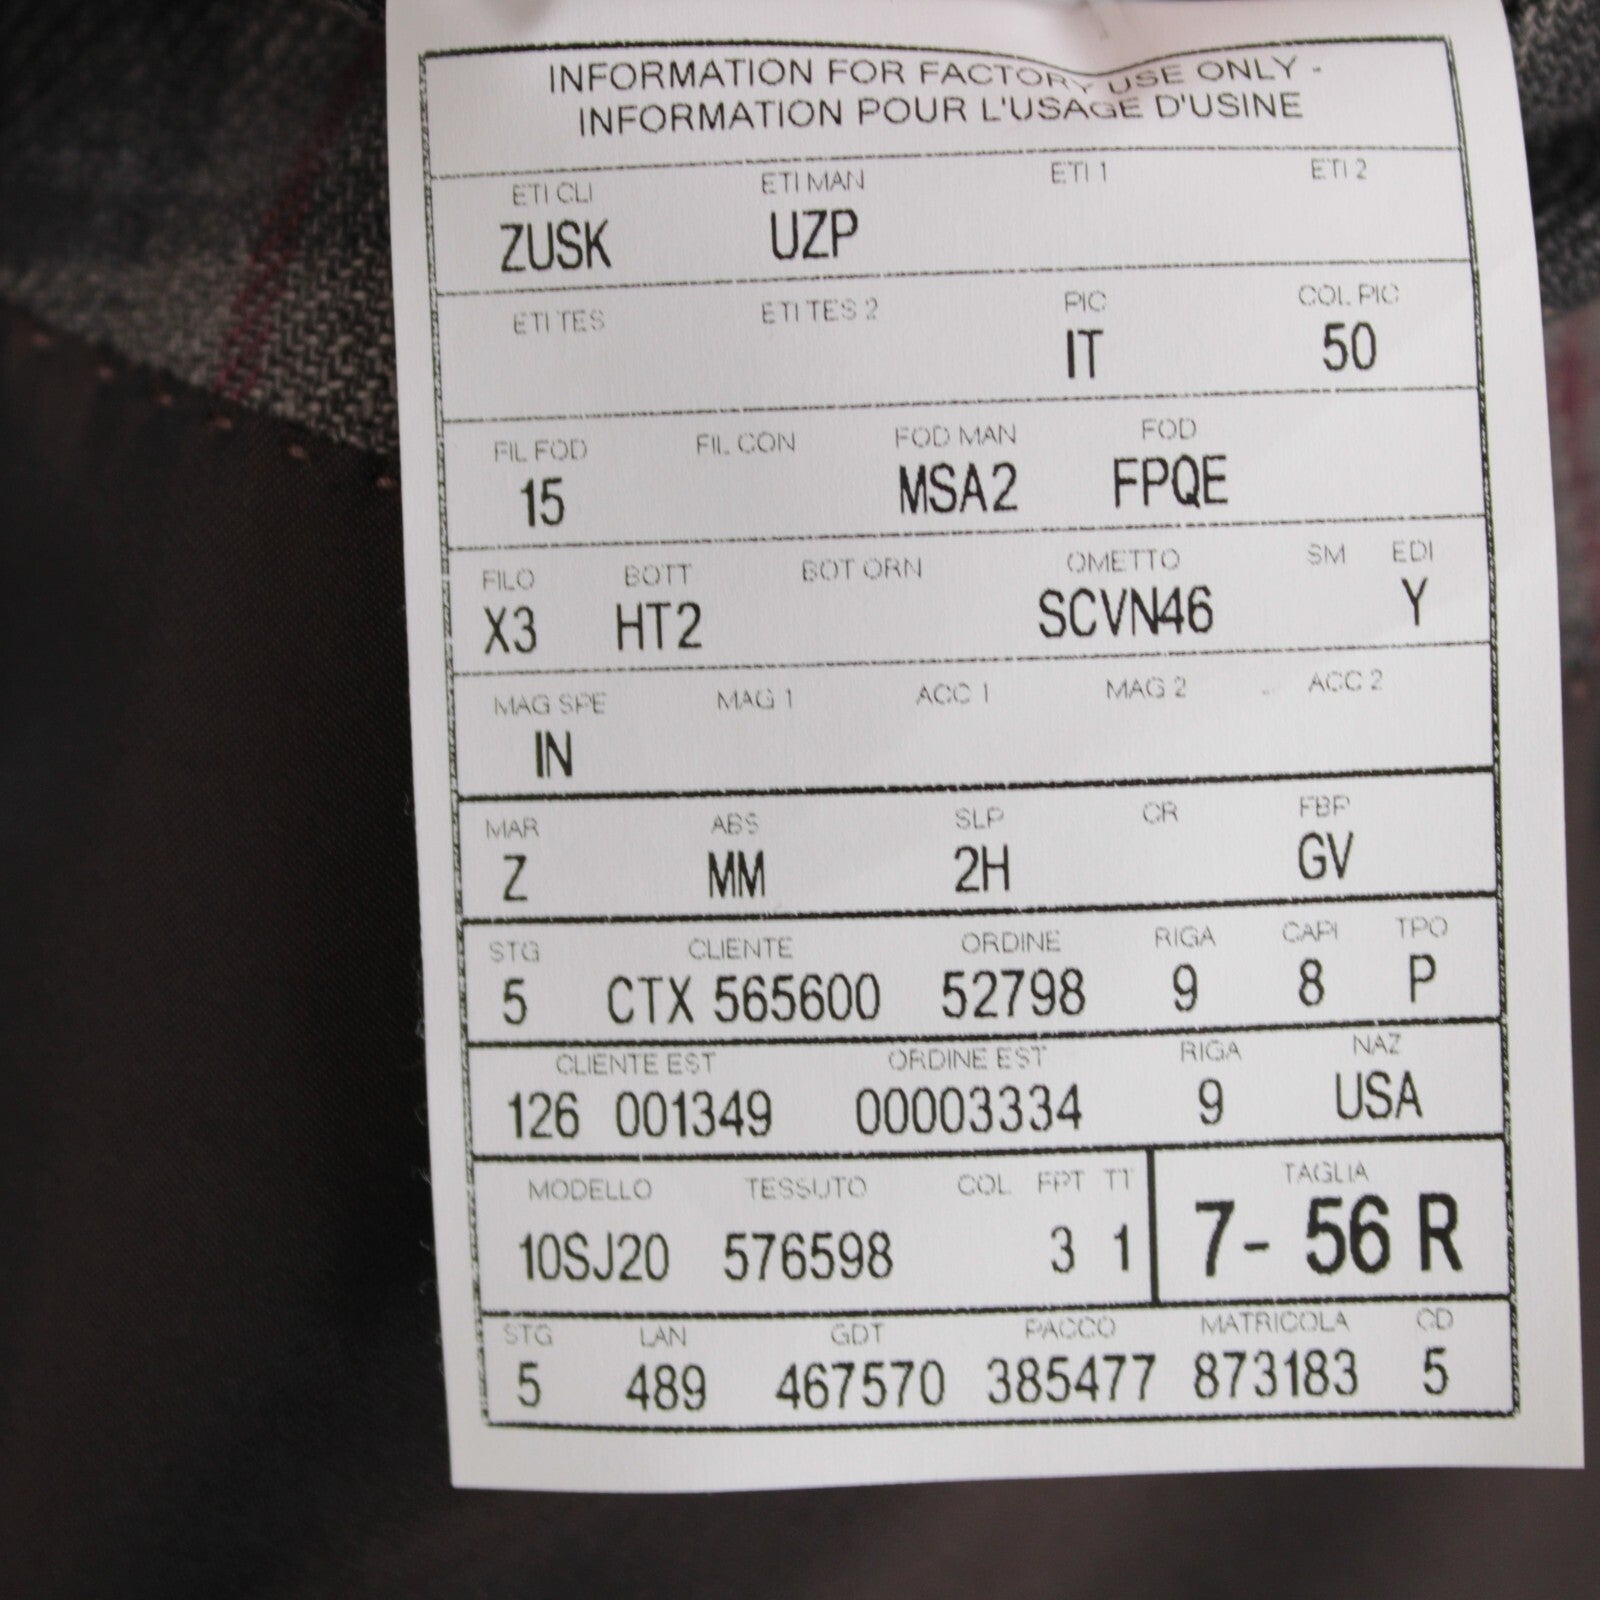 INFORMATION FOR FACTORY USE ONLY -
INFORMATION POUR L'USAGE D'USINE
ETI CLI ETI MAN ETI 1 ETI 2
ZUSK UZP
ETI TES ETI TES 2 PIC COL PIC
IT 50
FIL FOD FIL CON FOD MAN FOD
15 MSA2 FPQE
FILO BOTT BOT ORN OMETTO SM EDI
X3 HT2 SCVN46 Y
MAG SPE MAG 1 ACC 1 MAG 2 ACC 2
IN
MAR ABS SLP CR FBP
Z MM 2H GV
STG CLIENTE ORDINE RIGA CAPI TPO
5 CTX 565600 52798 9 8 P
CLIENTE EST ORDINE EST RIGA NAZ
126 001349 00003334 9 USA
MODELLO TESSUTO COL FPT TT TAGLIA
10SJ20 576598 3 1 7- 56 R
STG LAN GDT PACCO MATRICOLA CD
5 489 467570 385477 873183 5